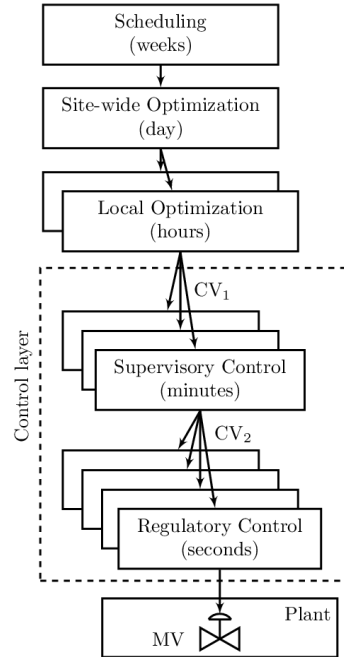 Scheduling
(weeks)
Site-wide Optimization
(day)
Local Optimization
(hours)
CV₁
Control layer
Supervisory Control
(minutes)
CV₂
Regulatory Control
(seconds)
Plant
MV